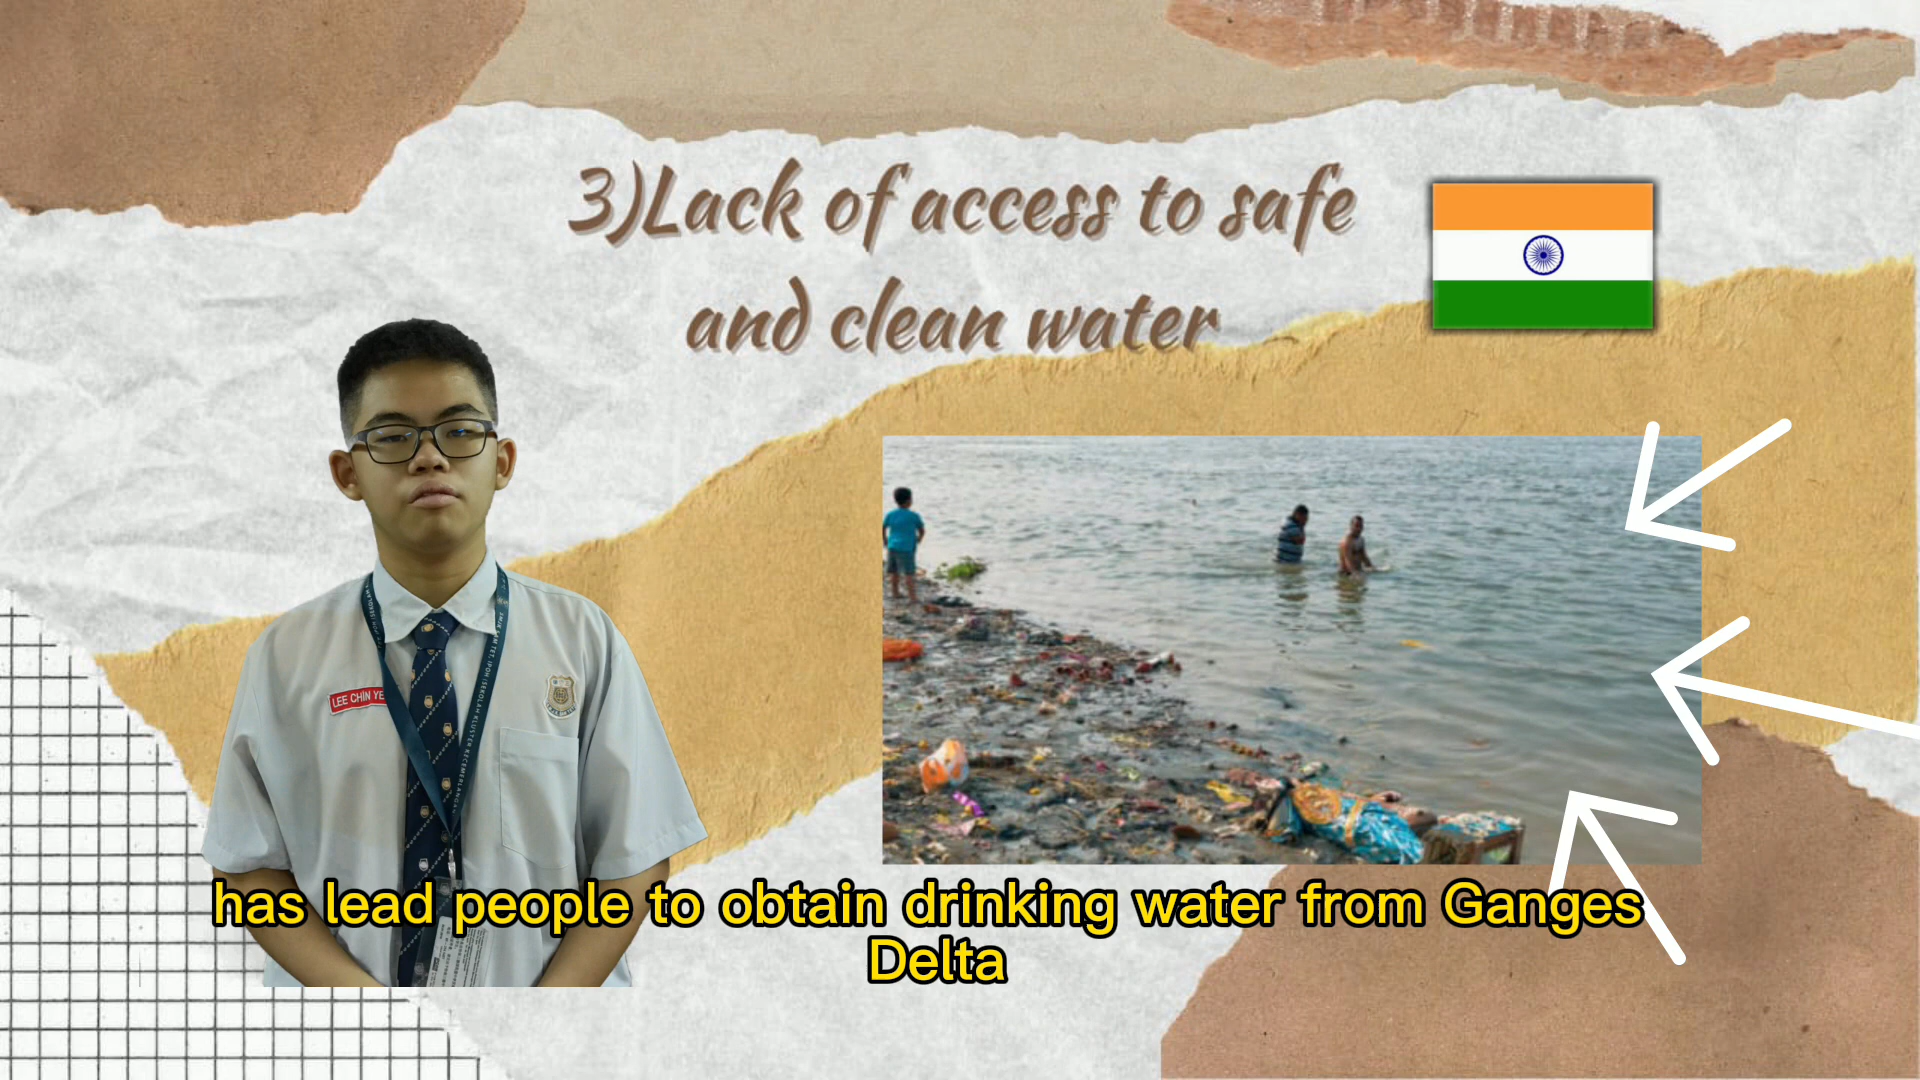 3)Lack of access to safe
and clean water
LEE CHIN YE
has lead people to obtain drinking water from Ganges
Delta